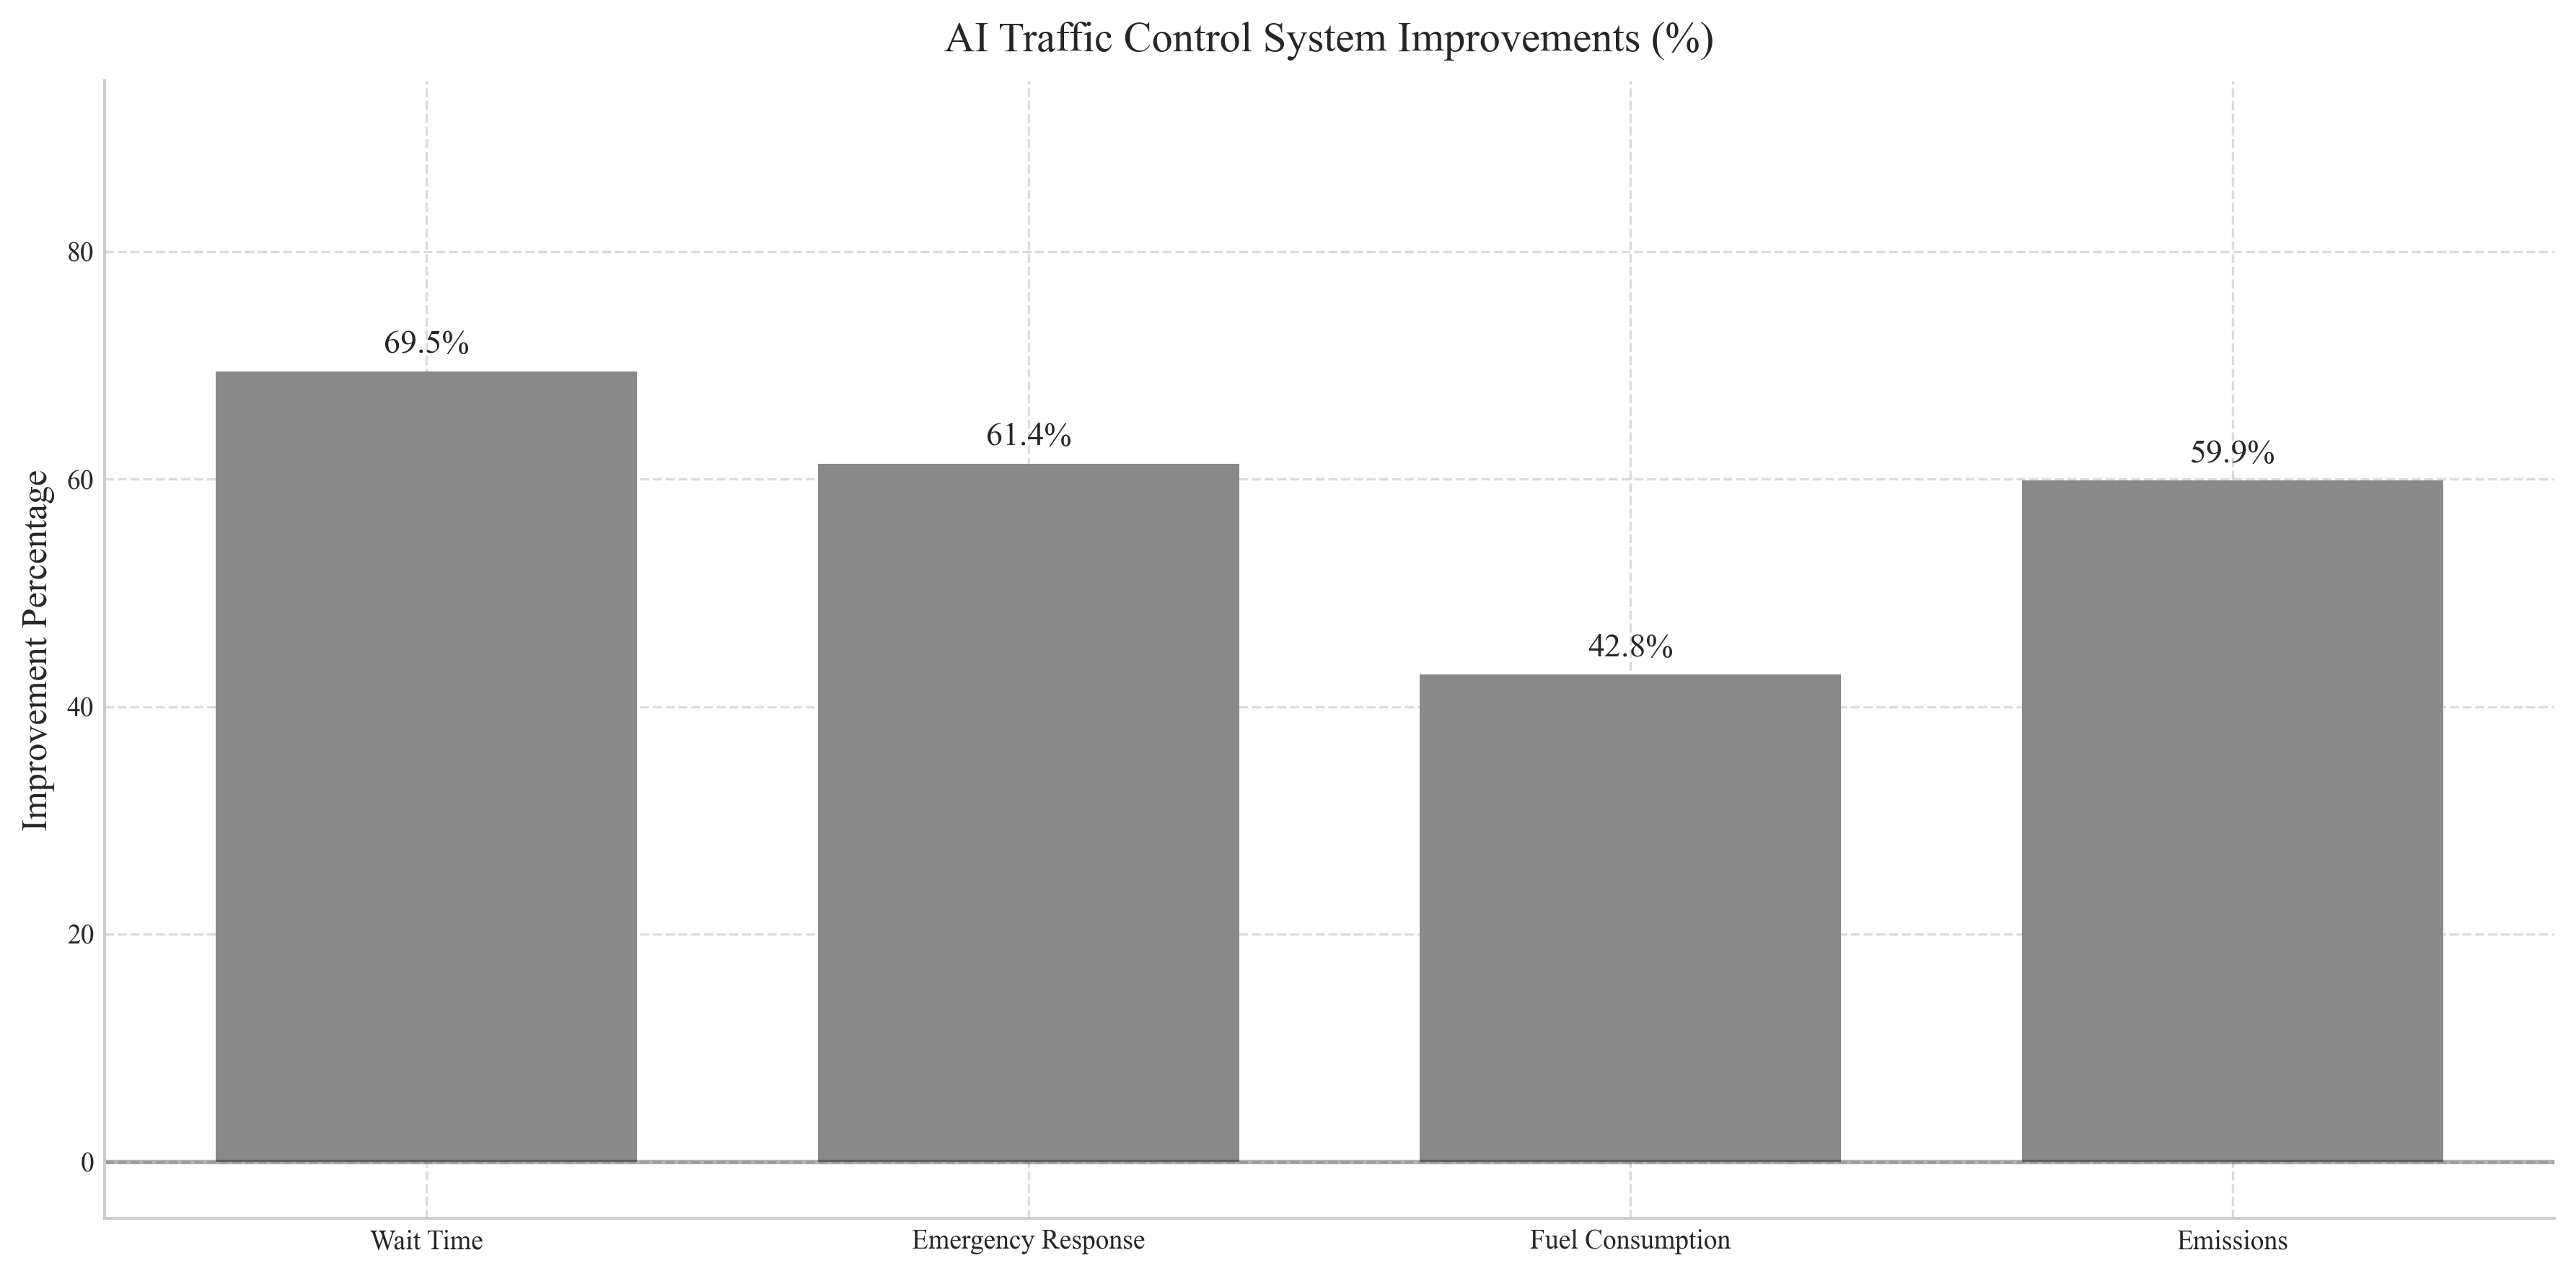 AI Traffic Control System Improvements (%)
Improvement Percentage
80
60
40
20
0
69.5%
61.4%
42.8%
59.9%
Wait Time
Emergency Response
Fuel Consumption
Emissions